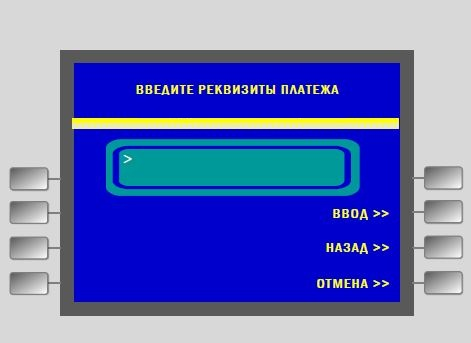 ВВЕДИТЕ РЕКВИЗИТЫ ПЛАТЕЖА
>
ВВОД >>
НАЗАД >>
ОТМЕНА >>